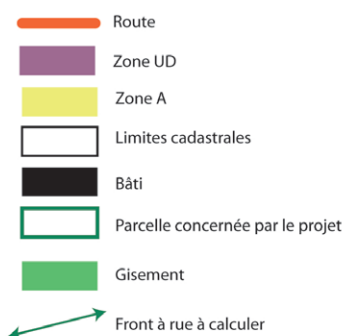 Route
Zone UD
Zone A
Limites cadastrales
Bâti
Parcelle concernée par le projet
Gisement
Front à rue à calculer